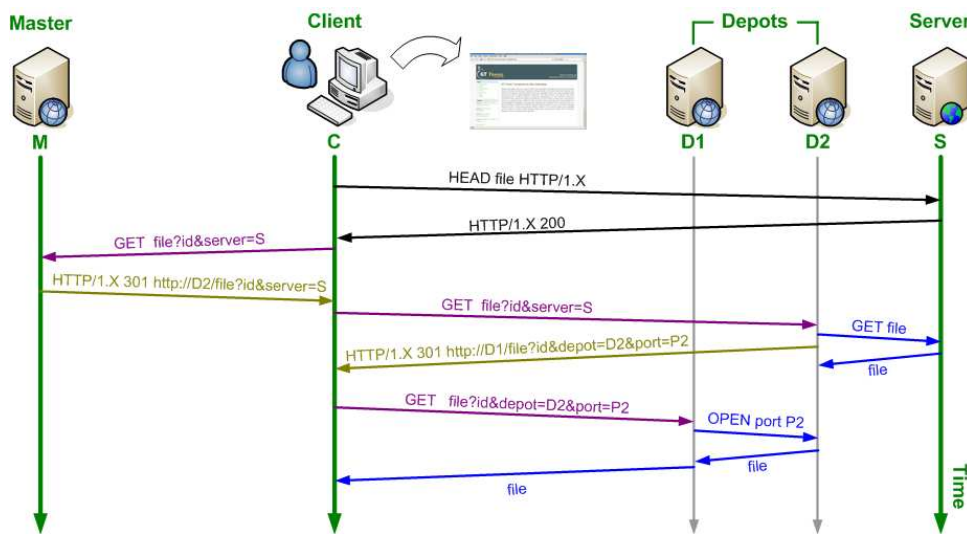 Master
Client
Depots
Server
M
C
D1
D2
S
HEAD file HTTP/1.X
HTTP/1.X 200
GET file?id&server=S
HTTP/1.X 301 http://D2/file?id&server=S
GET file?id&server=S
GET file
HTTP/1.X 301 http://D1/file?id&depot=D2&port=P2
file
GET file?id&depot=D2&port=P2
OPEN port P2
file
file
Time